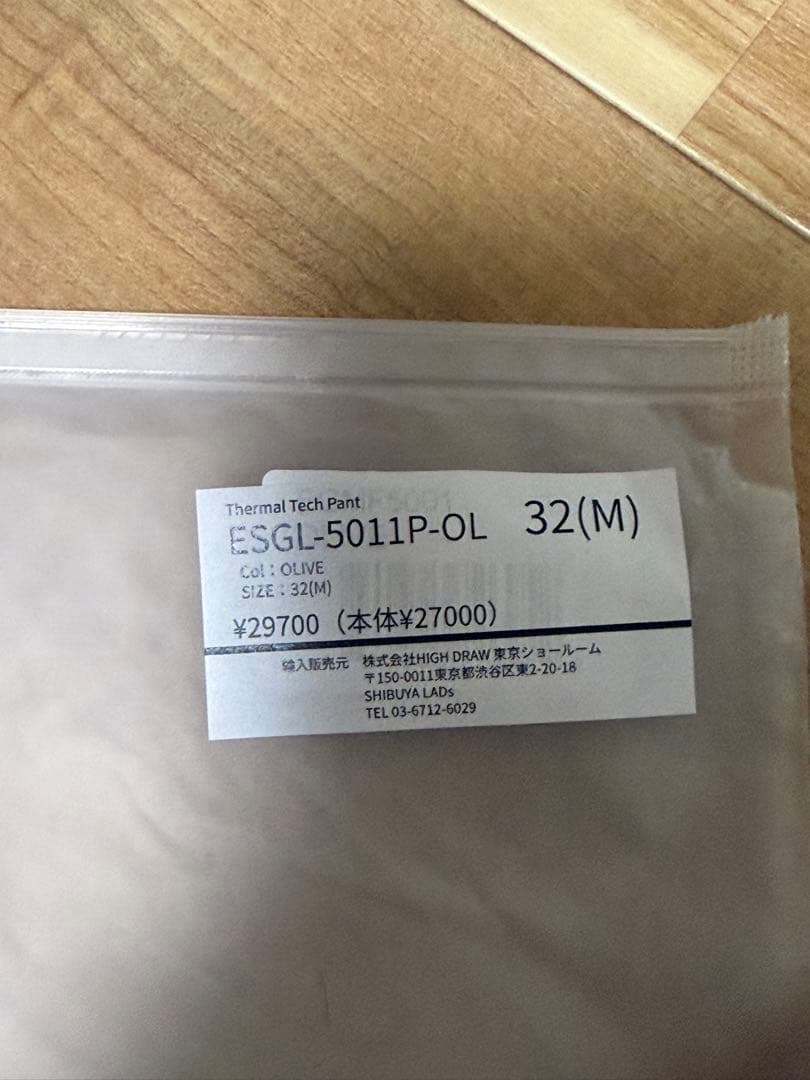 Thermal Tech Pant
ESGL-5011P-OL 32(M)
Col : OLIVE
SIZE : 32(M)
¥29700（本体¥27000）
輸入販売元 株式会社HIGH DRAW 東京ショールーム
〒150-0011東京都渋谷区東2-20-18
SHIBUYA LADs
TEL 03-6712-6029